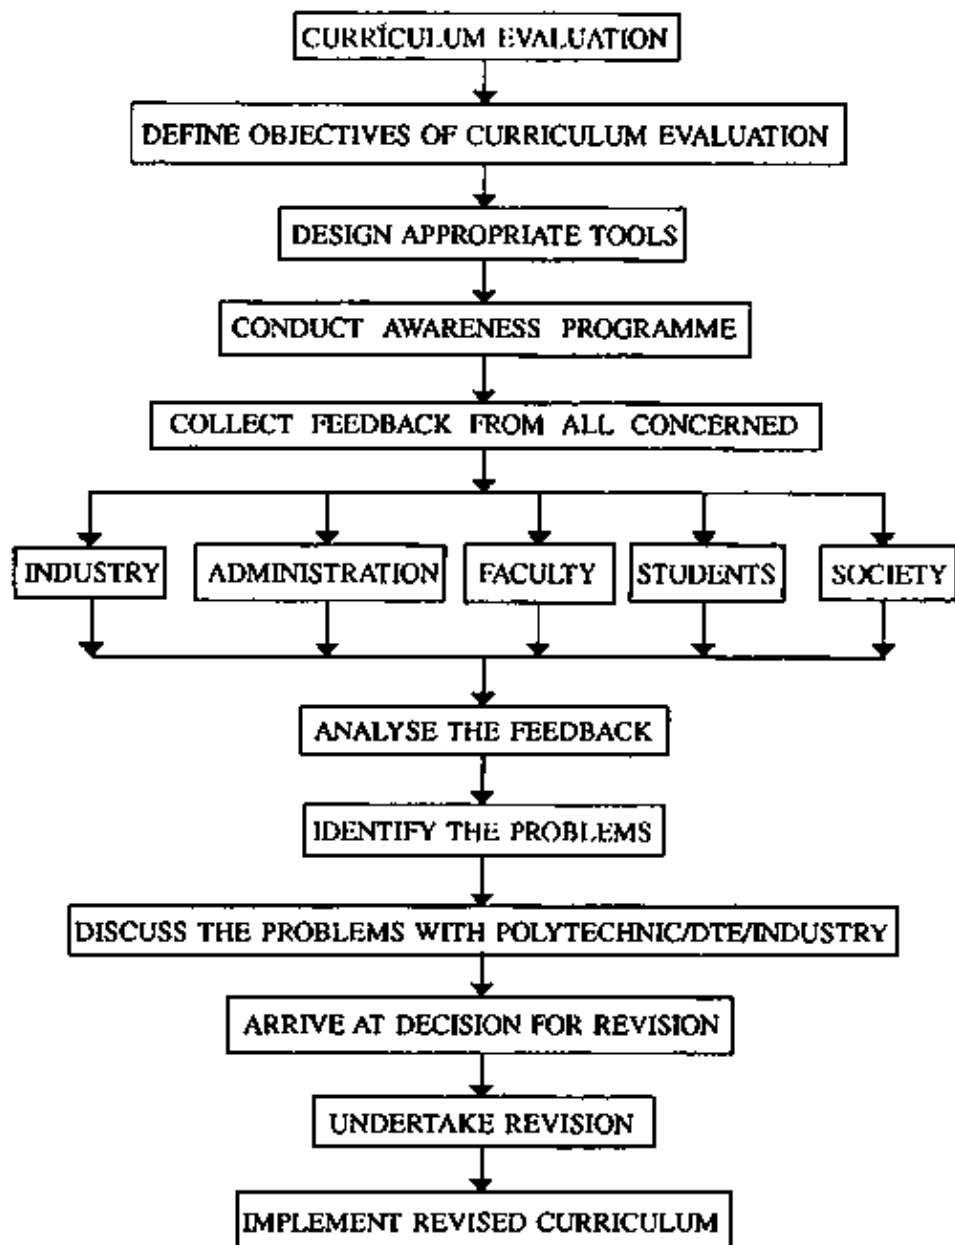 CURRICULUM EVALUATION
DEFINE OBJECTIVES OF CURRICULUM EVALUATION
DESIGN APPROPRIATE TOOLS
CONDUCT AWARENESS PROGRAMME
COLLECT FEEDBACK FROM ALL CONCERNED
INDUSTRY ADMINISTRATION FACULTY STUDENTS SOCIETY
ANALYSE THE FEEDBACK
IDENTIFY THE PROBLEMS
DISCUSS THE PROBLEMS WITH POLYTECHNIC/DTE/INDUSTRY
ARRIVE AT DECISION FOR REVISION
UNDERTAKE REVISION
IMPLEMENT REVISED CURRICULUM